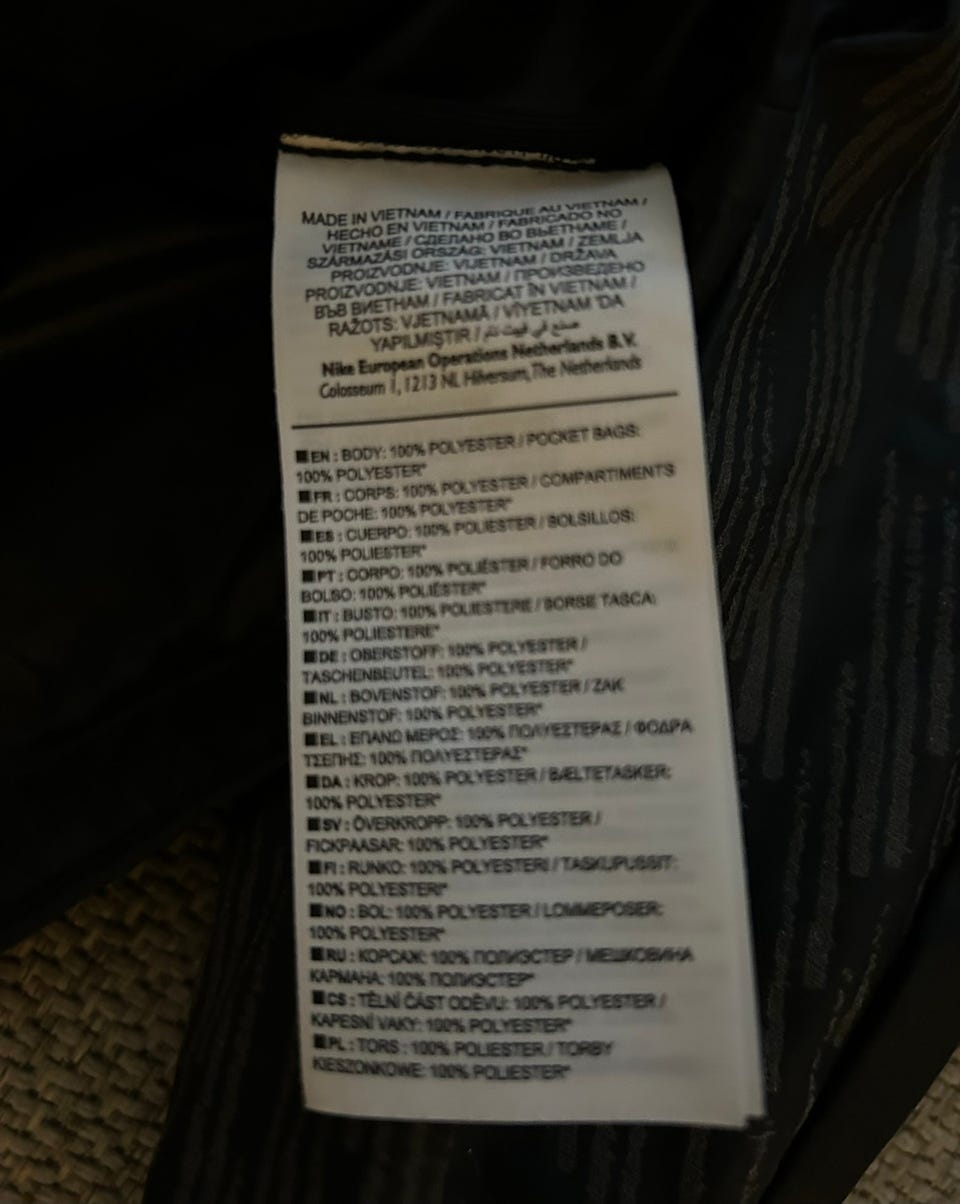 MADE IN VIETNAM / FABRIQUE AU VIETNAM /
HECHO EN VIETNAM / FABRICADO NO
VIETNAME / СДЕЛАНО ВО ВЬЕТНАМЕ /
SZÁRMAZÁSI ORSZÁG: VIETNAM / ZEMLJA
PROIZVODNJE: VIJETNAM / DRŽAVA
PROIZVODNJE: VIETNAM / ПРОИЗВЕДЕНО
ВЪВ ВИЕТНАМ / FABRICAT ÎN VIETNAM /
RAŽOTS: VJETNAMĀ / VİYETNAM 'DA
YAPILMIŞTIR / صنع في فييت نام
Nike European Operations Netherlands B.V.
Colosseum 1, 1213 NL Hilversum, The Netherlands
EN : BODY: 100% POLYESTER / POCKET BAGS:
100% POLYESTER*
FR : CORPS: 100% POLYESTER / COMPARTIMENTS
DE POCHE: 100% POLYESTER*
ES : CUERPO: 100% POLIESTER / BOLSILLOS:
100% POLIESTER*
PT : CORPO: 100% POLIÉSTER / FORRO DO
BOLSO: 100% POLIÉSTER*
IT : BUSTO: 100% POLIESTERE / BORSE TASCA:
100% POLIESTERE*
DE : OBERSTOFF: 100% POLYESTER /
TASCHENBEUTEL: 100% POLYESTER*
NL : BOVENSTOF: 100% POLYESTER / ZAK
BINNENSTOF: 100% POLYESTER*
EL : ΕΠΑΝΩ ΜΕΡΟΣ: 100% ΠΟΛΥΕΣΤΕΡΑΣ / ΦΟΔΡΑ
ΤΣΕΠΗΣ: 100% ΠΟΛΥΕΣΤΕΡΑΣ*
DA : KROP: 100% POLYESTER / BÆLTETASKER:
100% POLYESTER*
SV : ÖVERKROPP: 100% POLYESTER /
FICKPAASAR: 100% POLYESTER*
FI : RUNKO: 100% POLYESTERI / TASKUPUSSIT:
100% POLYESTERI*
NO : BOL: 100% POLYESTER / LOMMEPOSER:
100% POLYESTER*
RU : КОРСАЖ: 100% ПОЛИЭСТЕР / МЕШКОВИНА
КАРМАНА: 100% ПОЛИЭСТЕР*
CS : TĚLNÍ ČÁST ODĚVU: 100% POLYESTER /
KAPESNÍ VAKY: 100% POLYESTER*
PL : TORS : 100% POLIESTER / TORBY
KIESZONKOWE: 100% POLIESTER*